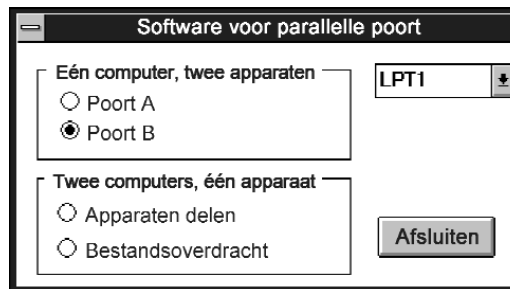 Software voor parallelle poort
Eén computer, twee apparaten
Poort A
Poort B
LPT1
Twee computers, één apparaat
Apparaten delen
Bestandsoverdracht
Afsluiten